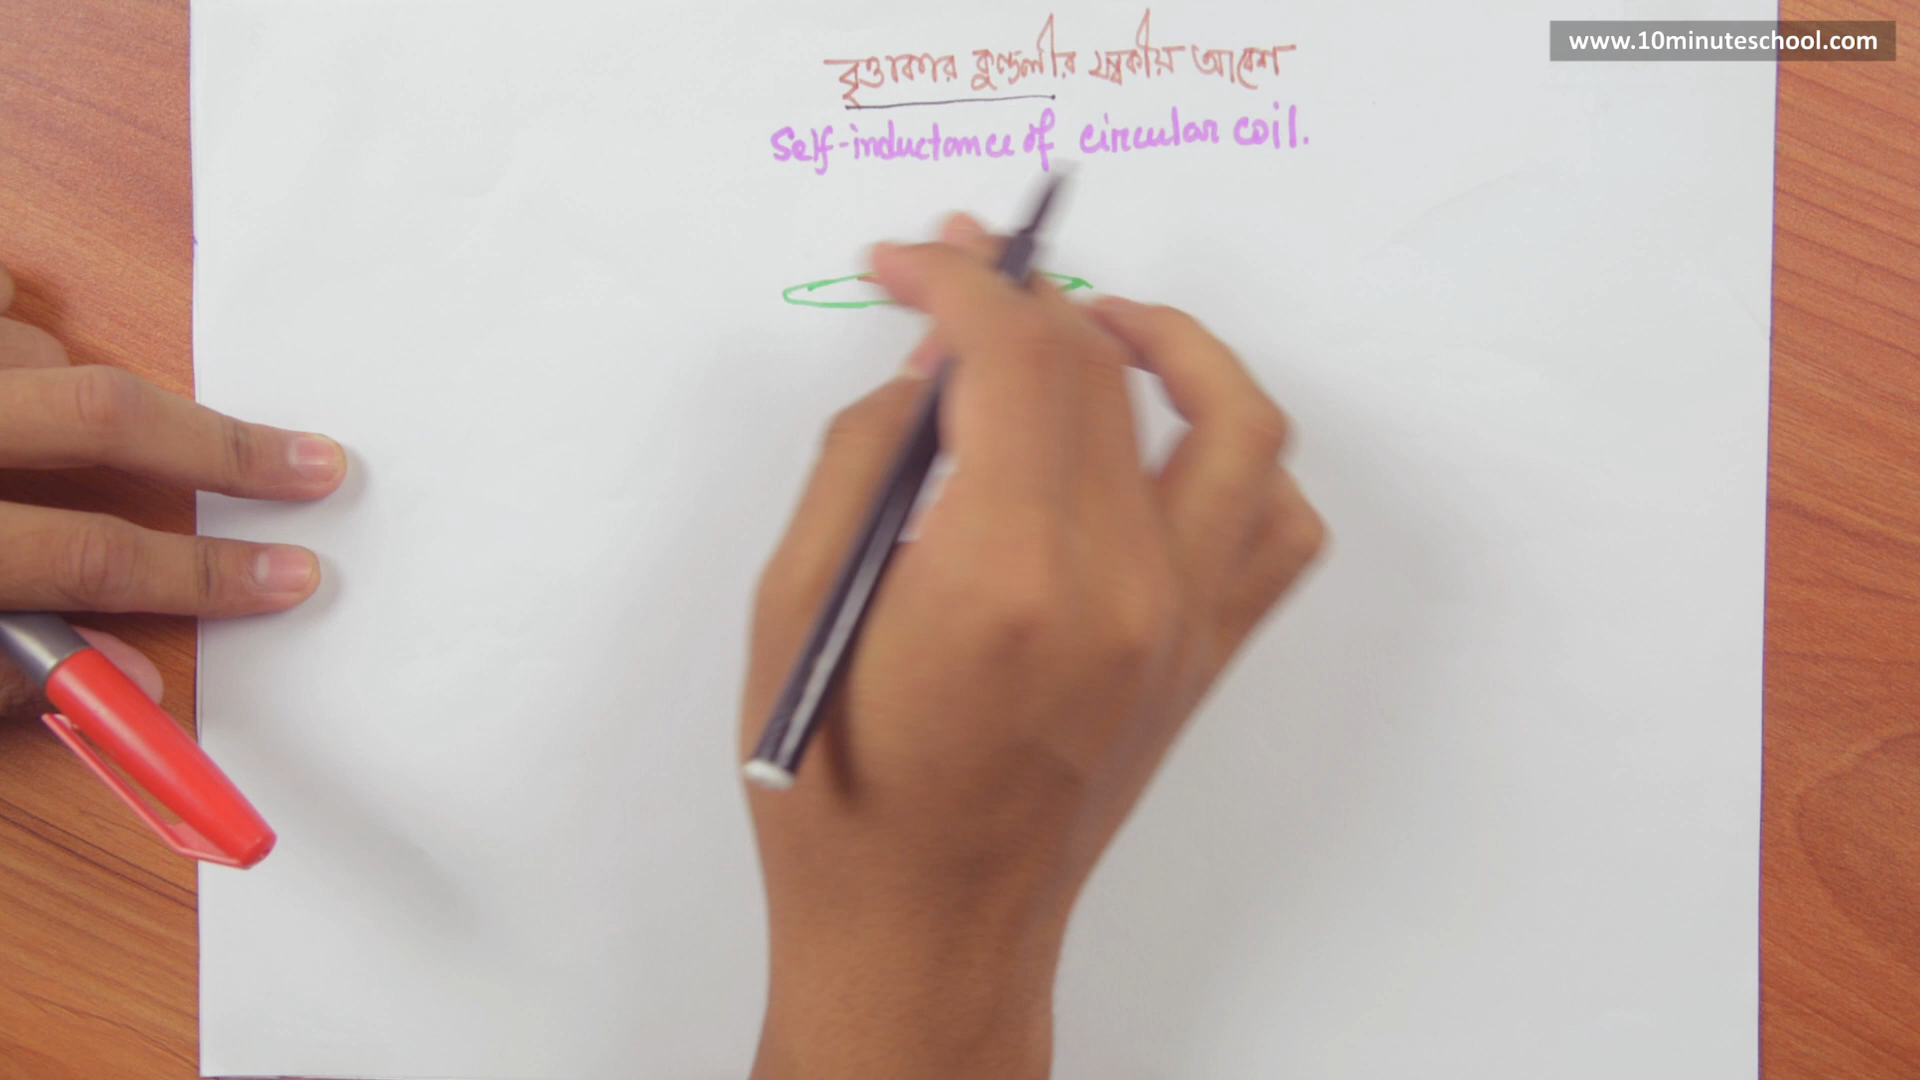 www.10minuteschool.com
বৃত্তাকার কুণ্ডলীর স্বকীয় আবেশ
Self-inductance of circular coil.